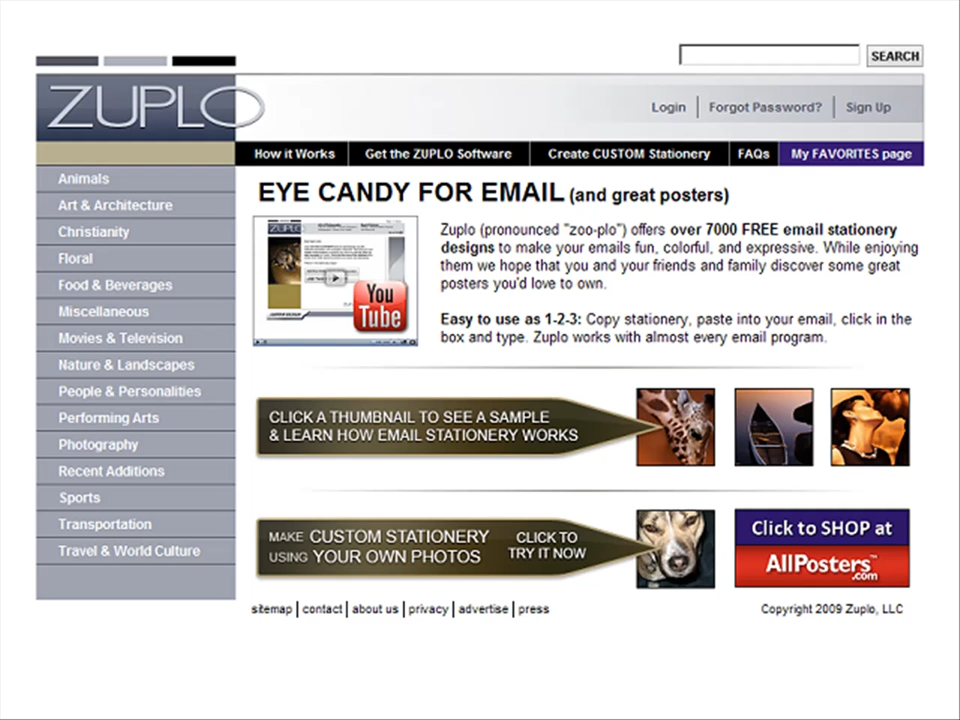 SEARCH
ZUPLO
Login
Forgot Password?
Sign Up
How it Works
Get the ZUPLO Software
Create CUSTOM Stationery
FAQs
My FAVORITES page
Animals
Art & Architecture
Christianity
Floral
Food & Beverages
Miscellaneous
Movies & Television
Nature & Landscapes
People & Personalities
Performing Arts
Photography
Recent Additions
Sports
Transportation
Travel & World Culture
EYE CANDY FOR EMAIL (and great posters)
ZUPLO
You
Tube
Zuplo (pronounced "zoo-plo") offers over 7000 FREE email stationery
designs to make your emails fun, colorful, and expressive. While enjoying
them we hope that you and your friends and family discover some great
posters you'd love to own.
Easy to use as 1-2-3: Copy stationery, paste into your email, click in the
box and type. Zuplo works with almost every email program.
CLICK A THUMBNAIL TO SEE A SAMPLE
& LEARN HOW EMAIL STATIONERY WORKS
MAKE CUSTOM STATIONERY
USING YOUR OWN PHOTOS
CLICK TO
TRY IT NOW
Click to SHOP at
AllPosters™
.com
sitemap | contact | about us | privacy | advertise | press
Copyright 2009 Zuplo, LLC